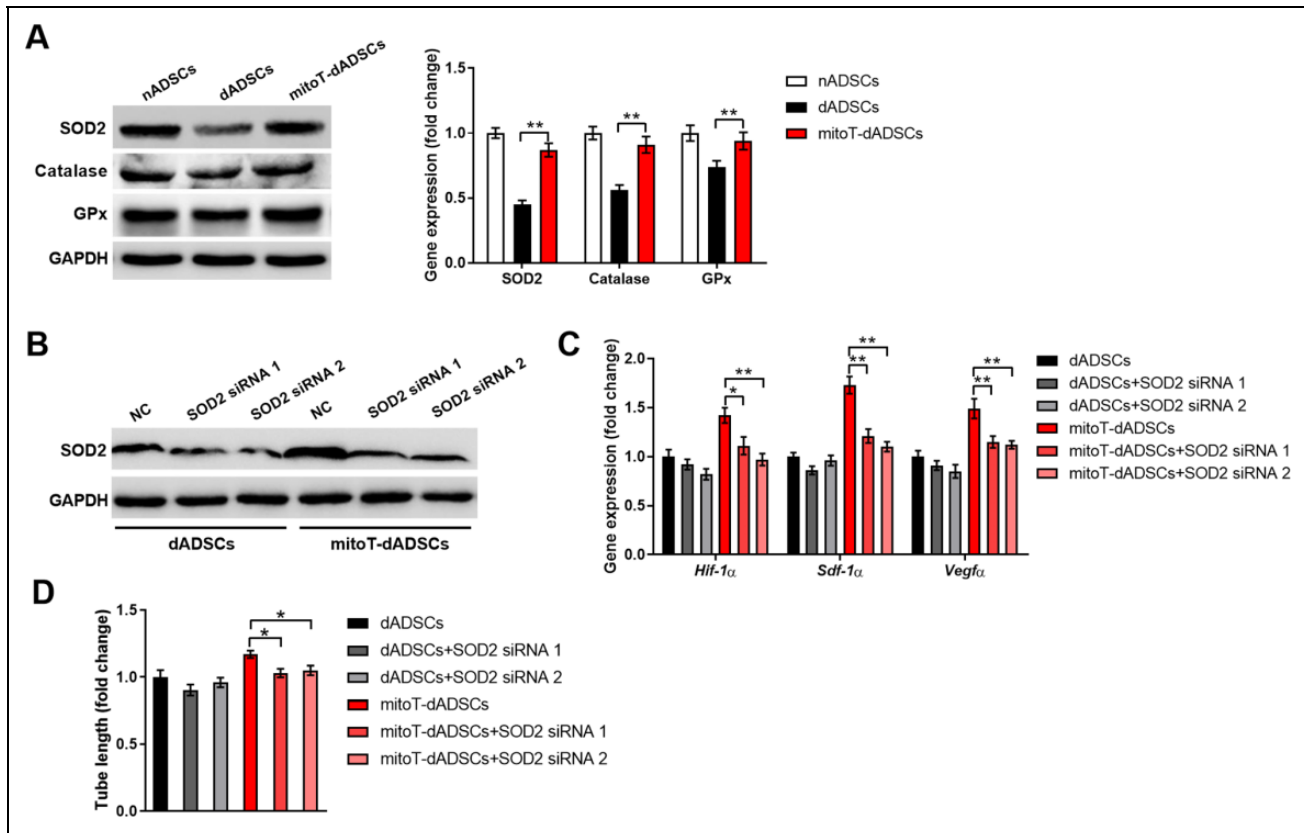 A
nADSCs
dADSCs
mitoT-dADSCs
SOD2
Catalase
GPx
GAPDH
Gene expression (fold change)
1.5
1.0
0.5
0.0
**
**
**
SOD2
Catalase
GPx
nADSCs
dADSCs
mitoT-dADSCs
B
NC
SOD2 siRNA 1
SOD2 siRNA 2
NC
SOD2 siRNA 1
SOD2 siRNA 2
SOD2
GAPDH
dADSCs
mitoT-dADSCs
C
Gene expression (fold change)
2.0
1.5
1.0
0.5
0.0
**
*
**
**
**
**
Hif-1α
Sdf-1α
Vegfα
dADSCs
dADSCs+SOD2 siRNA 1
dADSCs+SOD2 siRNA 2
mitoT-dADSCs
mitoT-dADSCs+SOD2 siRNA 1
mitoT-dADSCs+SOD2 siRNA 2
D
Tube length (fold change)
1.5
1.0
0.5
0.0
*
*
dADSCs
dADSCs+SOD2 siRNA 1
dADSCs+SOD2 siRNA 2
mitoT-dADSCs
mitoT-dADSCs+SOD2 siRNA 1
mitoT-dADSCs+SOD2 siRNA 2